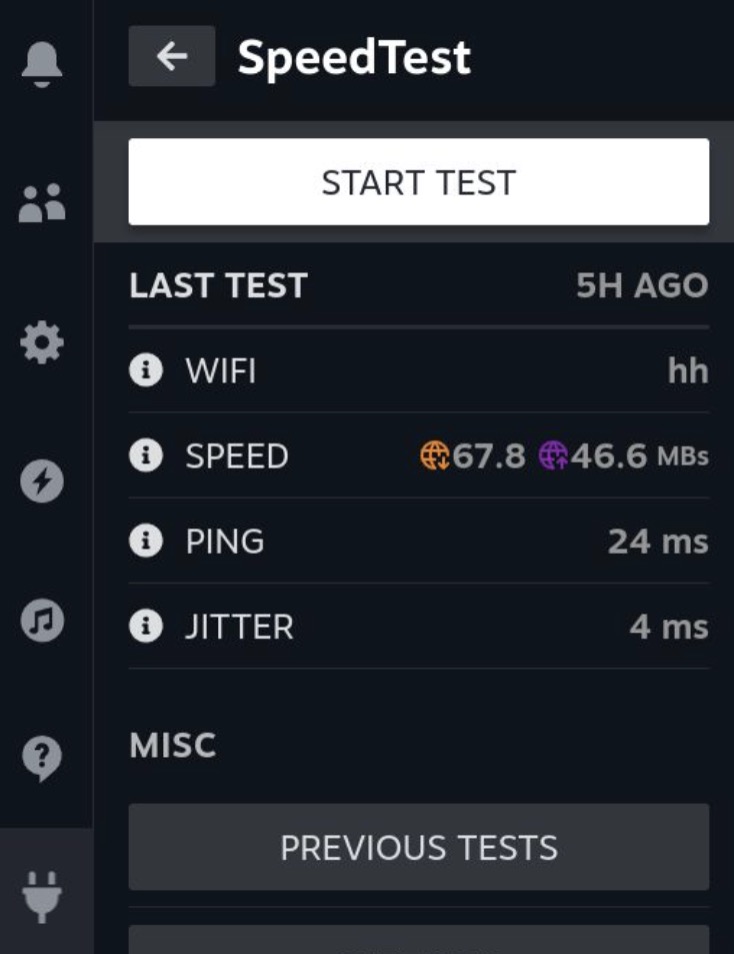 SpeedTest
START TEST
LAST TEST 5H AGO
WIFI hh
SPEED 67.8 46.6 MBs
PING 24 ms
JITTER 4 ms
MISC
PREVIOUS TESTS